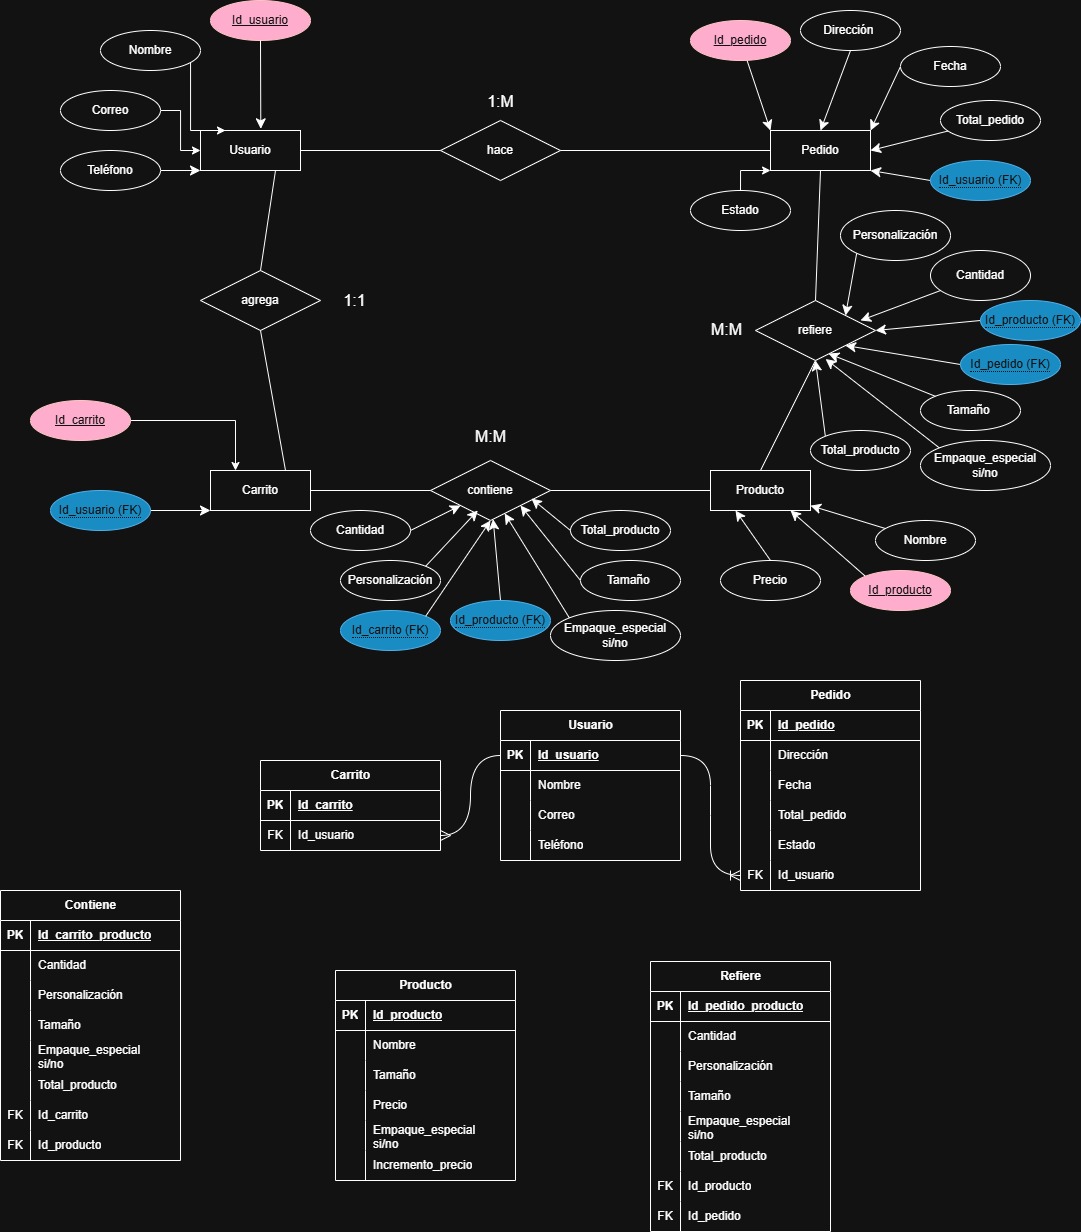 Id_usuario
Nombre
Correo
Teléfono
Usuario
1:M
hace
Id_pedido
Dirección
Fecha
Total_pedido
Pedido
Id_usuario (FK)
Estado
agrega
1:1
Personalización
Cantidad
Id_producto (FK)
M:M
refiere
Id_pedido (FK)
Tamaño
Total_producto
Empaque_especial
si/no
Id_carrito
Id_usuario (FK)
Carrito
M:M
contiene
Producto
Cantidad
Total_producto
Personalización
Tamaño
Id_carrito (FK)
Id_producto (FK)
Empaque_especial
si/no
Nombre
Precio
Id_producto
Carrito
PK Id_carrito
FK Id_usuario
Usuario
PK Id_usuario
Nombre
Correo
Teléfono
Pedido
PK Id_pedido
Dirección
Fecha
Total_pedido
Estado
FK Id_usuario
Contiene
PK Id_carrito_producto
Cantidad
Personalización
Tamaño
Empaque_especial
si/no
Total_producto
FK Id_carrito
FK Id_producto
Producto
PK Id_producto
Nombre
Tamaño
Precio
Empaque_especial
si/no
Incremento_precio
Refiere
PK Id_pedido_producto
Cantidad
Personalización
Tamaño
Empaque_especial
si/no
Total_producto
FK Id_producto
FK Id_pedido